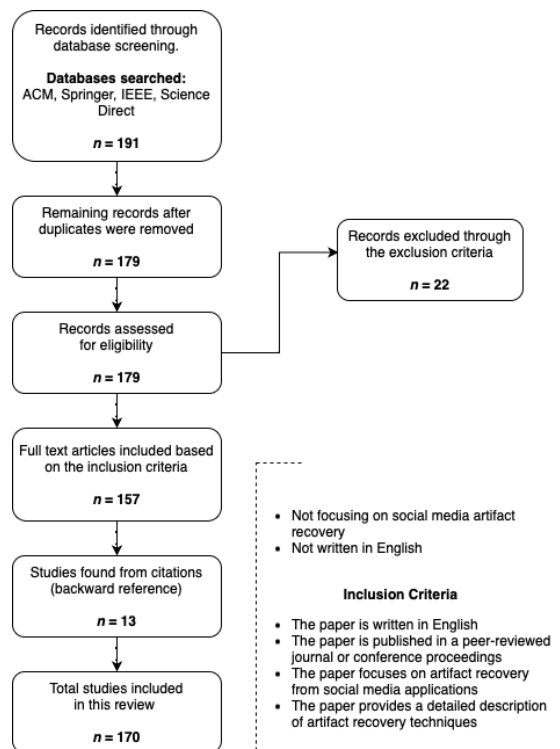 Records identified through
database screening.
Databases searched:
ACM, Springer, IEEE, Science
Direct
n = 191
Remaining records after
duplicates were removed
n = 179
Records excluded through
the exclusion criteria
n = 22
Records assessed
for eligibility
n = 179
Full text articles included based
on the inclusion criteria
n = 157
Studies found from citations
(backward reference)
n = 13
Total studies included
in this review
n = 170
• Not focusing on social media artifact
recovery
• Not written in English
Inclusion Criteria
• The paper is written in English
• The paper is published in a peer-reviewed
journal or conference proceedings
• The paper focuses on artifact recovery
from social media applications
• The paper provides a detailed description
of artifact recovery techniques